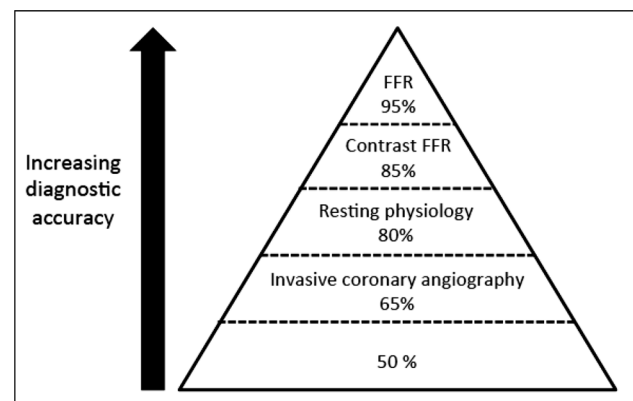 Increasing
diagnostic
accuracy
FFR
95%
Contrast FFR
85%
Resting physiology
80%
Invasive coronary angiography
65%
50 %